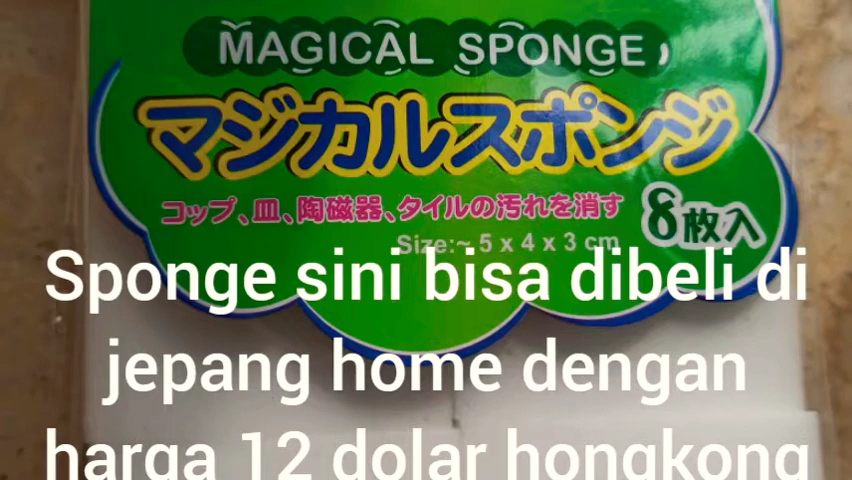 MAGICAL SPONGE
マジカルスポンジ
コップ、皿、陶磁器、タイルの汚れを消す
8枚入
Size:~ 5 x 4 x 3 cm
Sponge sini bisa dibeli di
jepang home dengan
harga 12 dolar hongkong